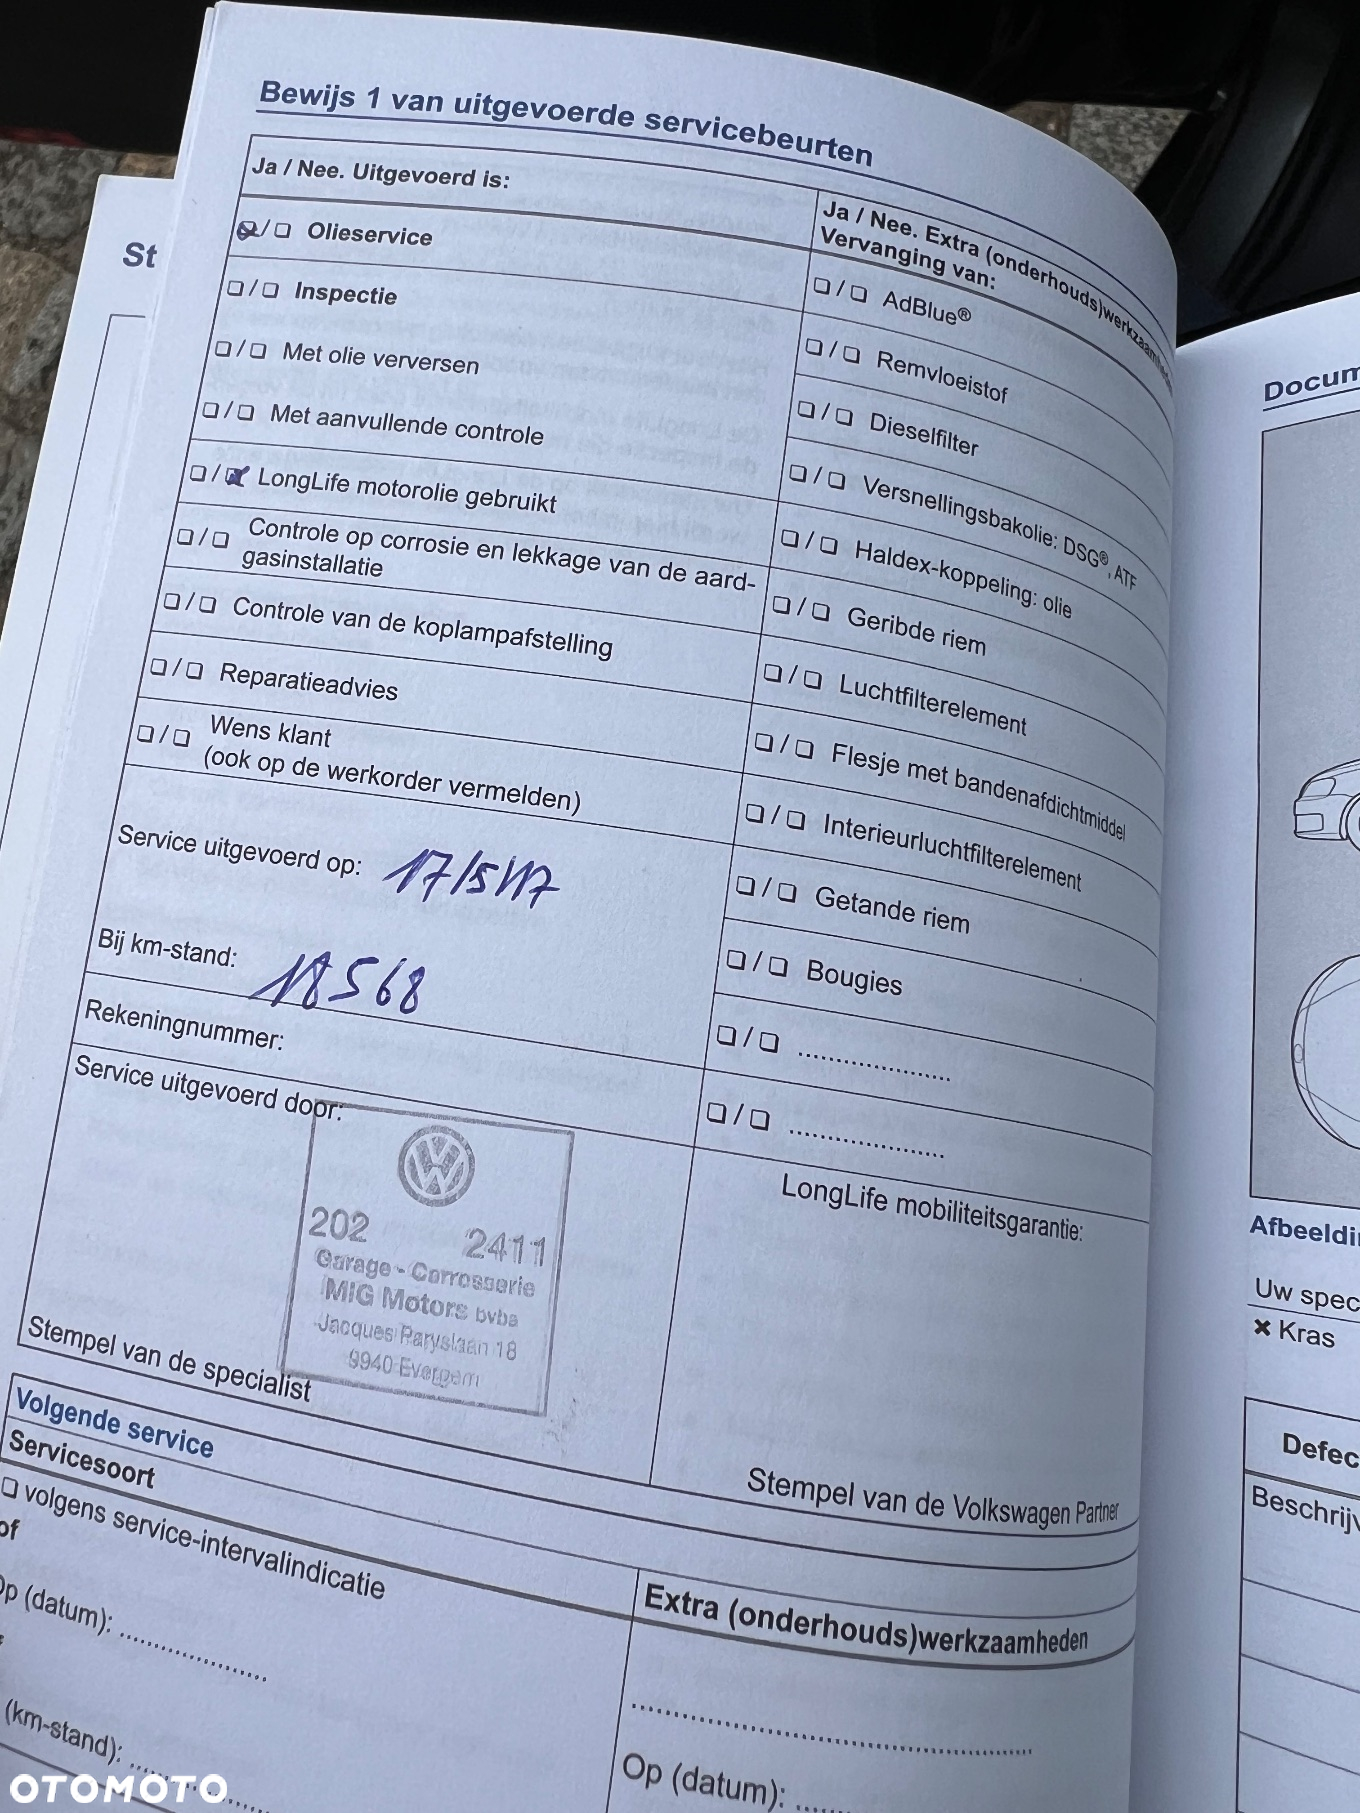 Bewijs 1 van uitgevoerde servicebeurten
Ja / Nee. Uitgevoerd is:
❏/❏ Olieservice
❏/❏ Inspectie
❏/❏ Met olie verversen
❏/❏ Met aanvullende controle
❏/❏ LongLife motorolie gebruikt
❏/❏ Controle op corrosie en lekkage van de aard-
gasinstallatie
❏/❏ Controle van de koplampafstelling
❏/❏ Reparatieadvies
❏/❏ Wens klant
(ook op de werkorder vermelden)
Service uitgevoerd op: 17/5/17
Bij km-stand: 18568
Rekeningnummer:
Service uitgevoerd door:
202 2411
Garage - Carrosserie
MIG Motors bvba
Jacques Paryslaan 18
9940 Evergem
Stempel van de specialist
Ja / Nee. Extra (onderhouds)werkzaamheden
Vervanging van:
❏/❏ AdBlue®
❏/❏ Remvloeistof
❏/❏ Dieselfilter
❏/❏ Versnellingsbakolie: DSG®, ATF
❏/❏ Haldex-koppeling: olie
❏/❏ Geribde riem
❏/❏ Luchtfilterelement
❏/❏ Flesje met bandenafdichtmiddel
❏/❏ Interieurluchtfilterelement
❏/❏ Getande riem
❏/❏ Bougies
❏/❏ ......................
❏/❏ ......................
LongLife mobiliteitsgarantie:
Stempel van de Volkswagen Partner
Volgende service
Servicesoort
❏ volgens service-intervalindicatie
of
Op (datum): ......................
(km-stand): ......................
Extra (onderhouds)werkzaamheden
............................................
Op (datum): ....
St
Docum
Afbeeldi
Uw spec
✖ Kras
Defec
Beschrijv
OTOMOTO